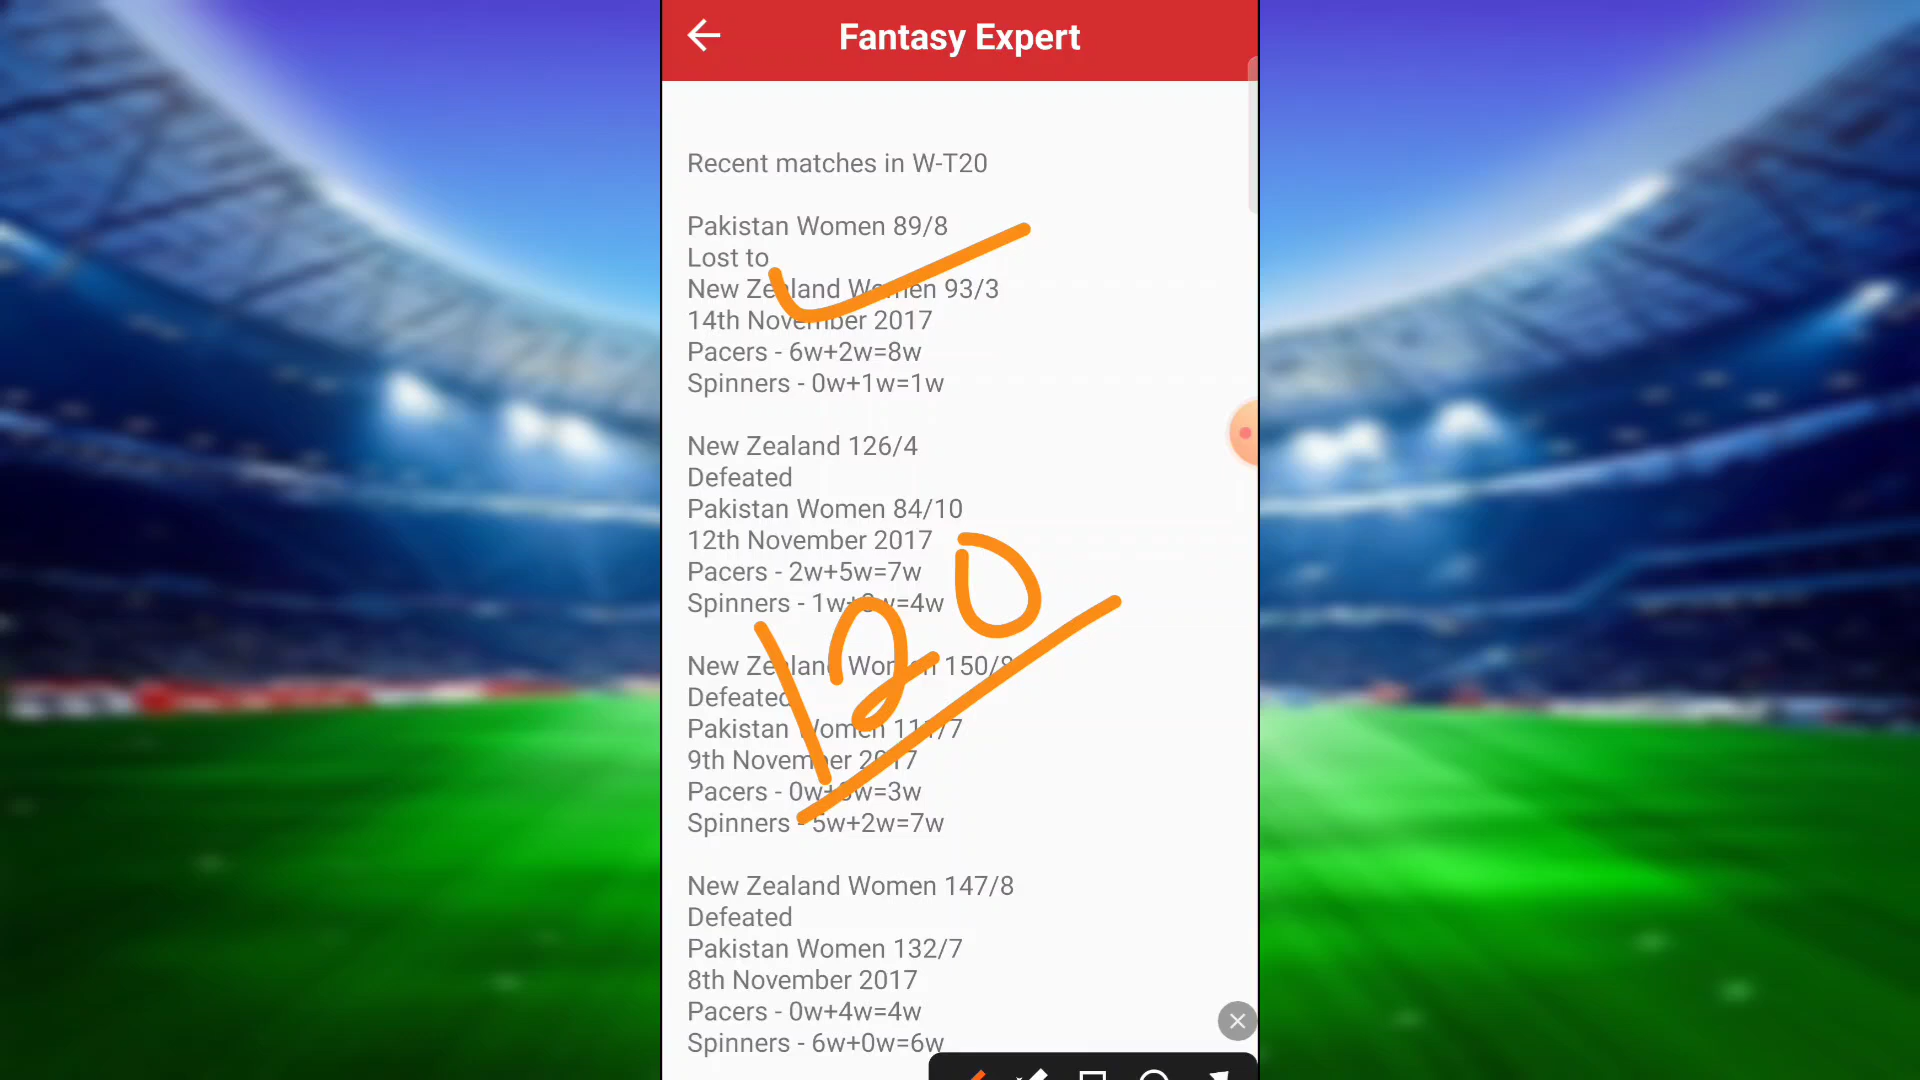 Fantasy Expert
Recent matches in W-T20
Pakistan Women 89/8
Lost to
New Zealand Women 93/3
14th November 2017
Pacers - 6w+2w=8w
Spinners - 0w+1w=1w
New Zealand 126/4
Defeated
Pakistan Women 84/10
12th November 2017
Pacers - 2w+5w=7w
Spinners - 1w+3w=4w
120
New Zealand Women
Defeated
Pakistan Women 111/7
9th November 2017
Pacers - 0w+3w=3w
Spinners - 5w+2w=7w
New Zealand Women 147/8
Defeated
Pakistan Women 132/7
8th November 2017
Pacers - 0w+4w=4w
Spinners - 6w+0w=6w